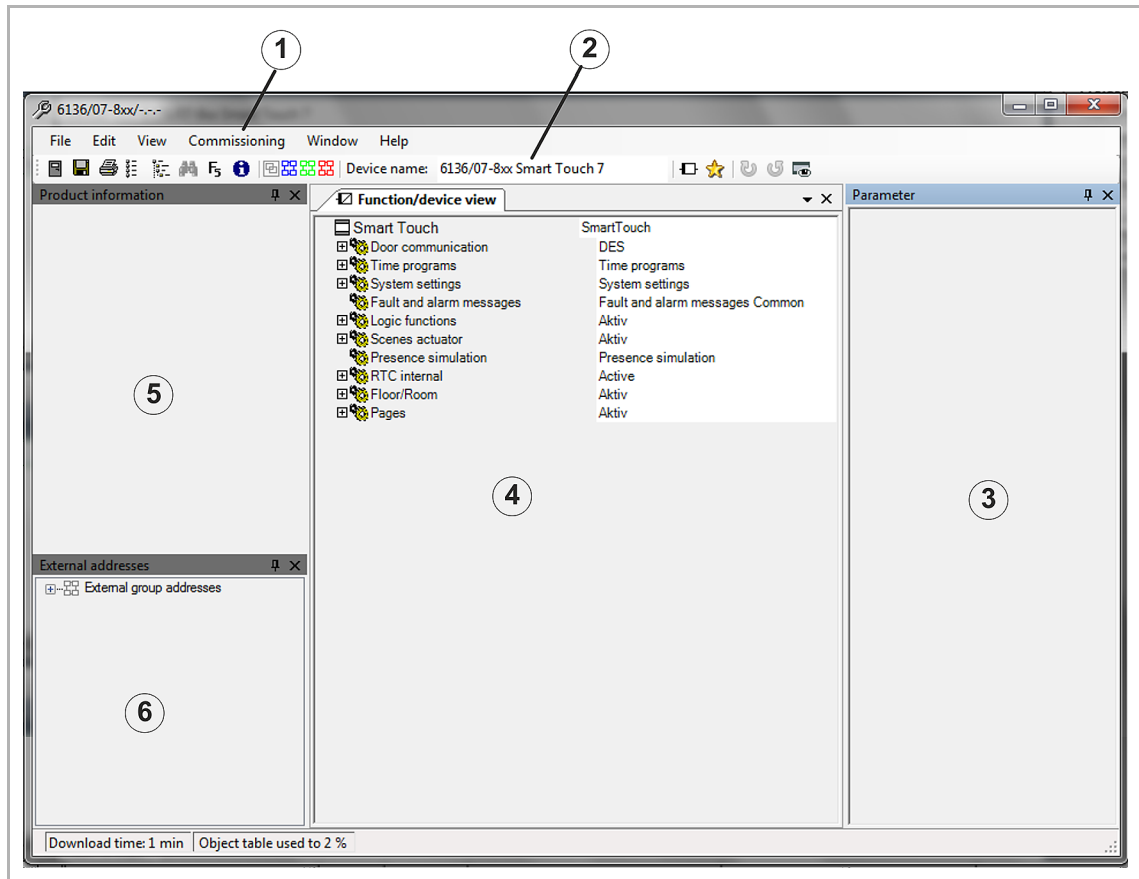 1
2
6136/07-8xx/-.-.-
File Edit View Commissioning Window Help
F5 Device name: 6136/07-8xx Smart Touch 7
Product information
Function/device view
Parameter
Smart Touch SmartTouch
Door communication DES
Time programs Time programs
System settings System settings
Fault and alarm messages Fault and alarm messages Common
Logic functions Aktiv
Scenes actuator Aktiv
Presence simulation Presence simulation
RTC internal Active
Floor/Room Aktiv
Pages Aktiv
5
4
3
External addresses
External group addresses
6
Download time: 1 min Object table used to 2 %